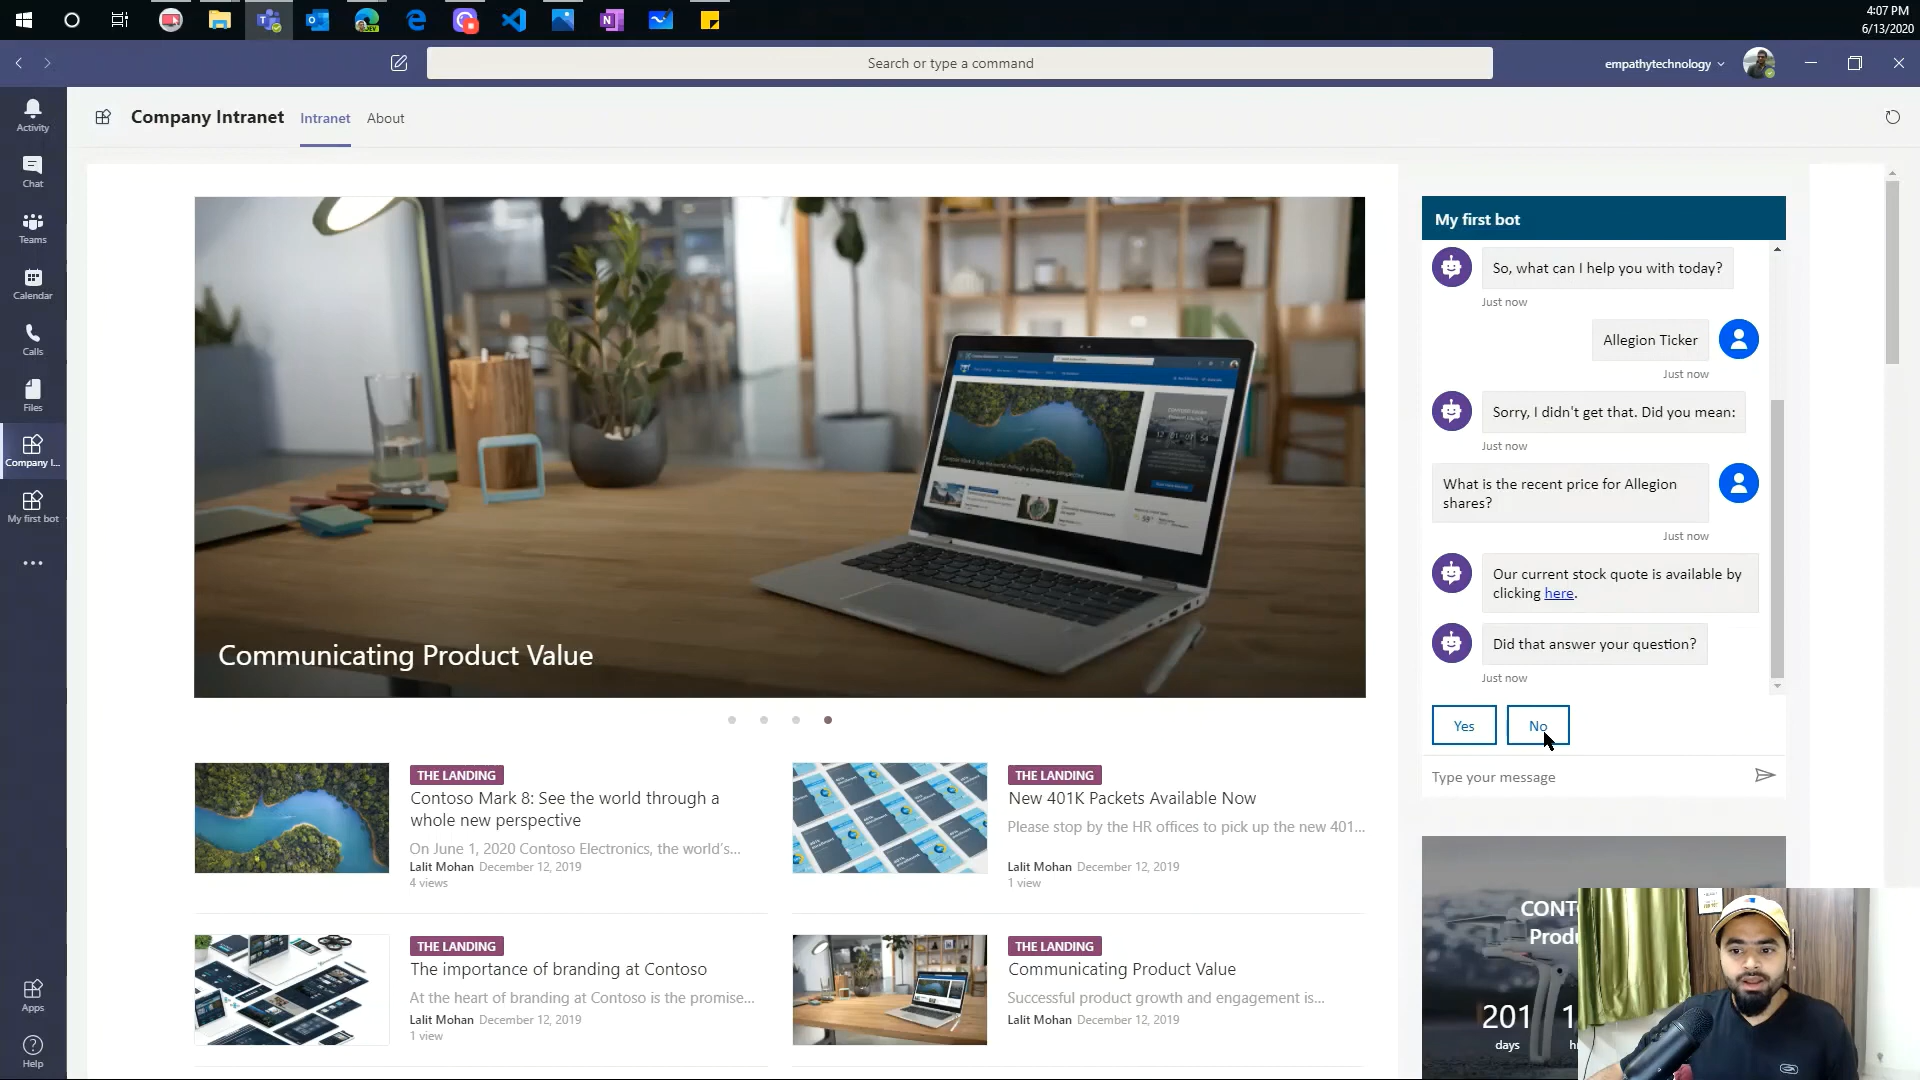 4:07 PM
6/13/2020
Search or type a command
empathytechnology
Activity
Chat
Teams
Calendar
Calls
Files
Company I...
My first bot
Apps
Help
Company Intranet
Intranet
About
Communicating Product Value
THE LANDING
Contoso Mark 8: See the world through a
whole new perspective
On June 1, 2020 Contoso Electronics, the world's...
Lalit Mohan December 12, 2019
4 views
THE LANDING
New 401K Packets Available Now
Please stop by the HR offices to pick up the new 401...
Lalit Mohan December 12, 2019
1 view
THE LANDING
The importance of branding at Contoso
At the heart of branding at Contoso is the promise...
Lalit Mohan December 12, 2019
1 view
THE LANDING
Communicating Product Value
Successful product growth and engagement is...
Lalit Mohan December 12, 2019
My first bot
So, what can I help you with today?
Just now
Allegion Ticker
Just now
Sorry, I didn't get that. Did you mean:
Just now
What is the recent price for Allegion
shares?
Just now
Our current stock quote is available by
clicking here.
Did that answer your question?
Just now
Yes
No
Type your message
201
days